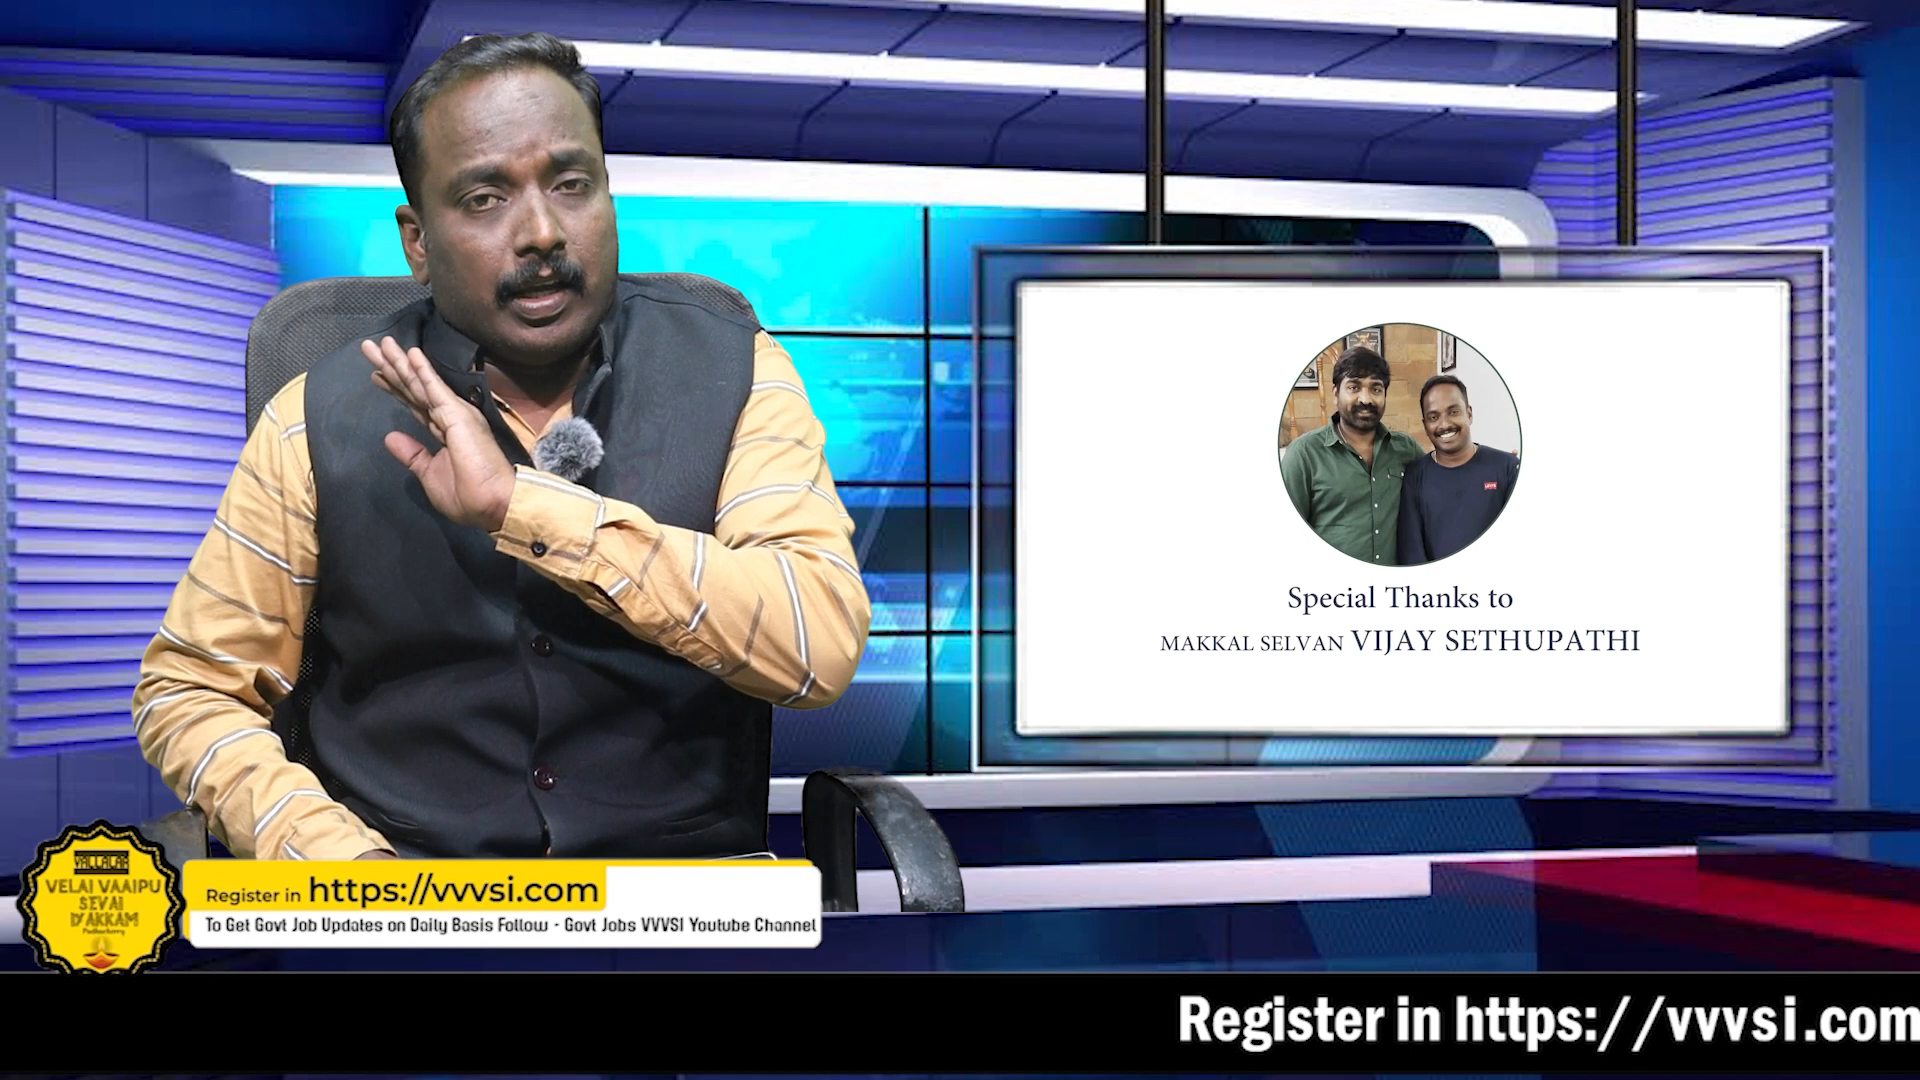 Special Thanks to
MAKKAL SELVAN VIJAY SETHUPATHI
VALLALAR
VELAI VAAIPU
SEVAI
Puducherry
Register in https://vvvsi.com
To Get Govt Job Updates on Daily Basis Follow - Govt Jobs VVVSI Youtube Channel
Register in https://vvvsi.com